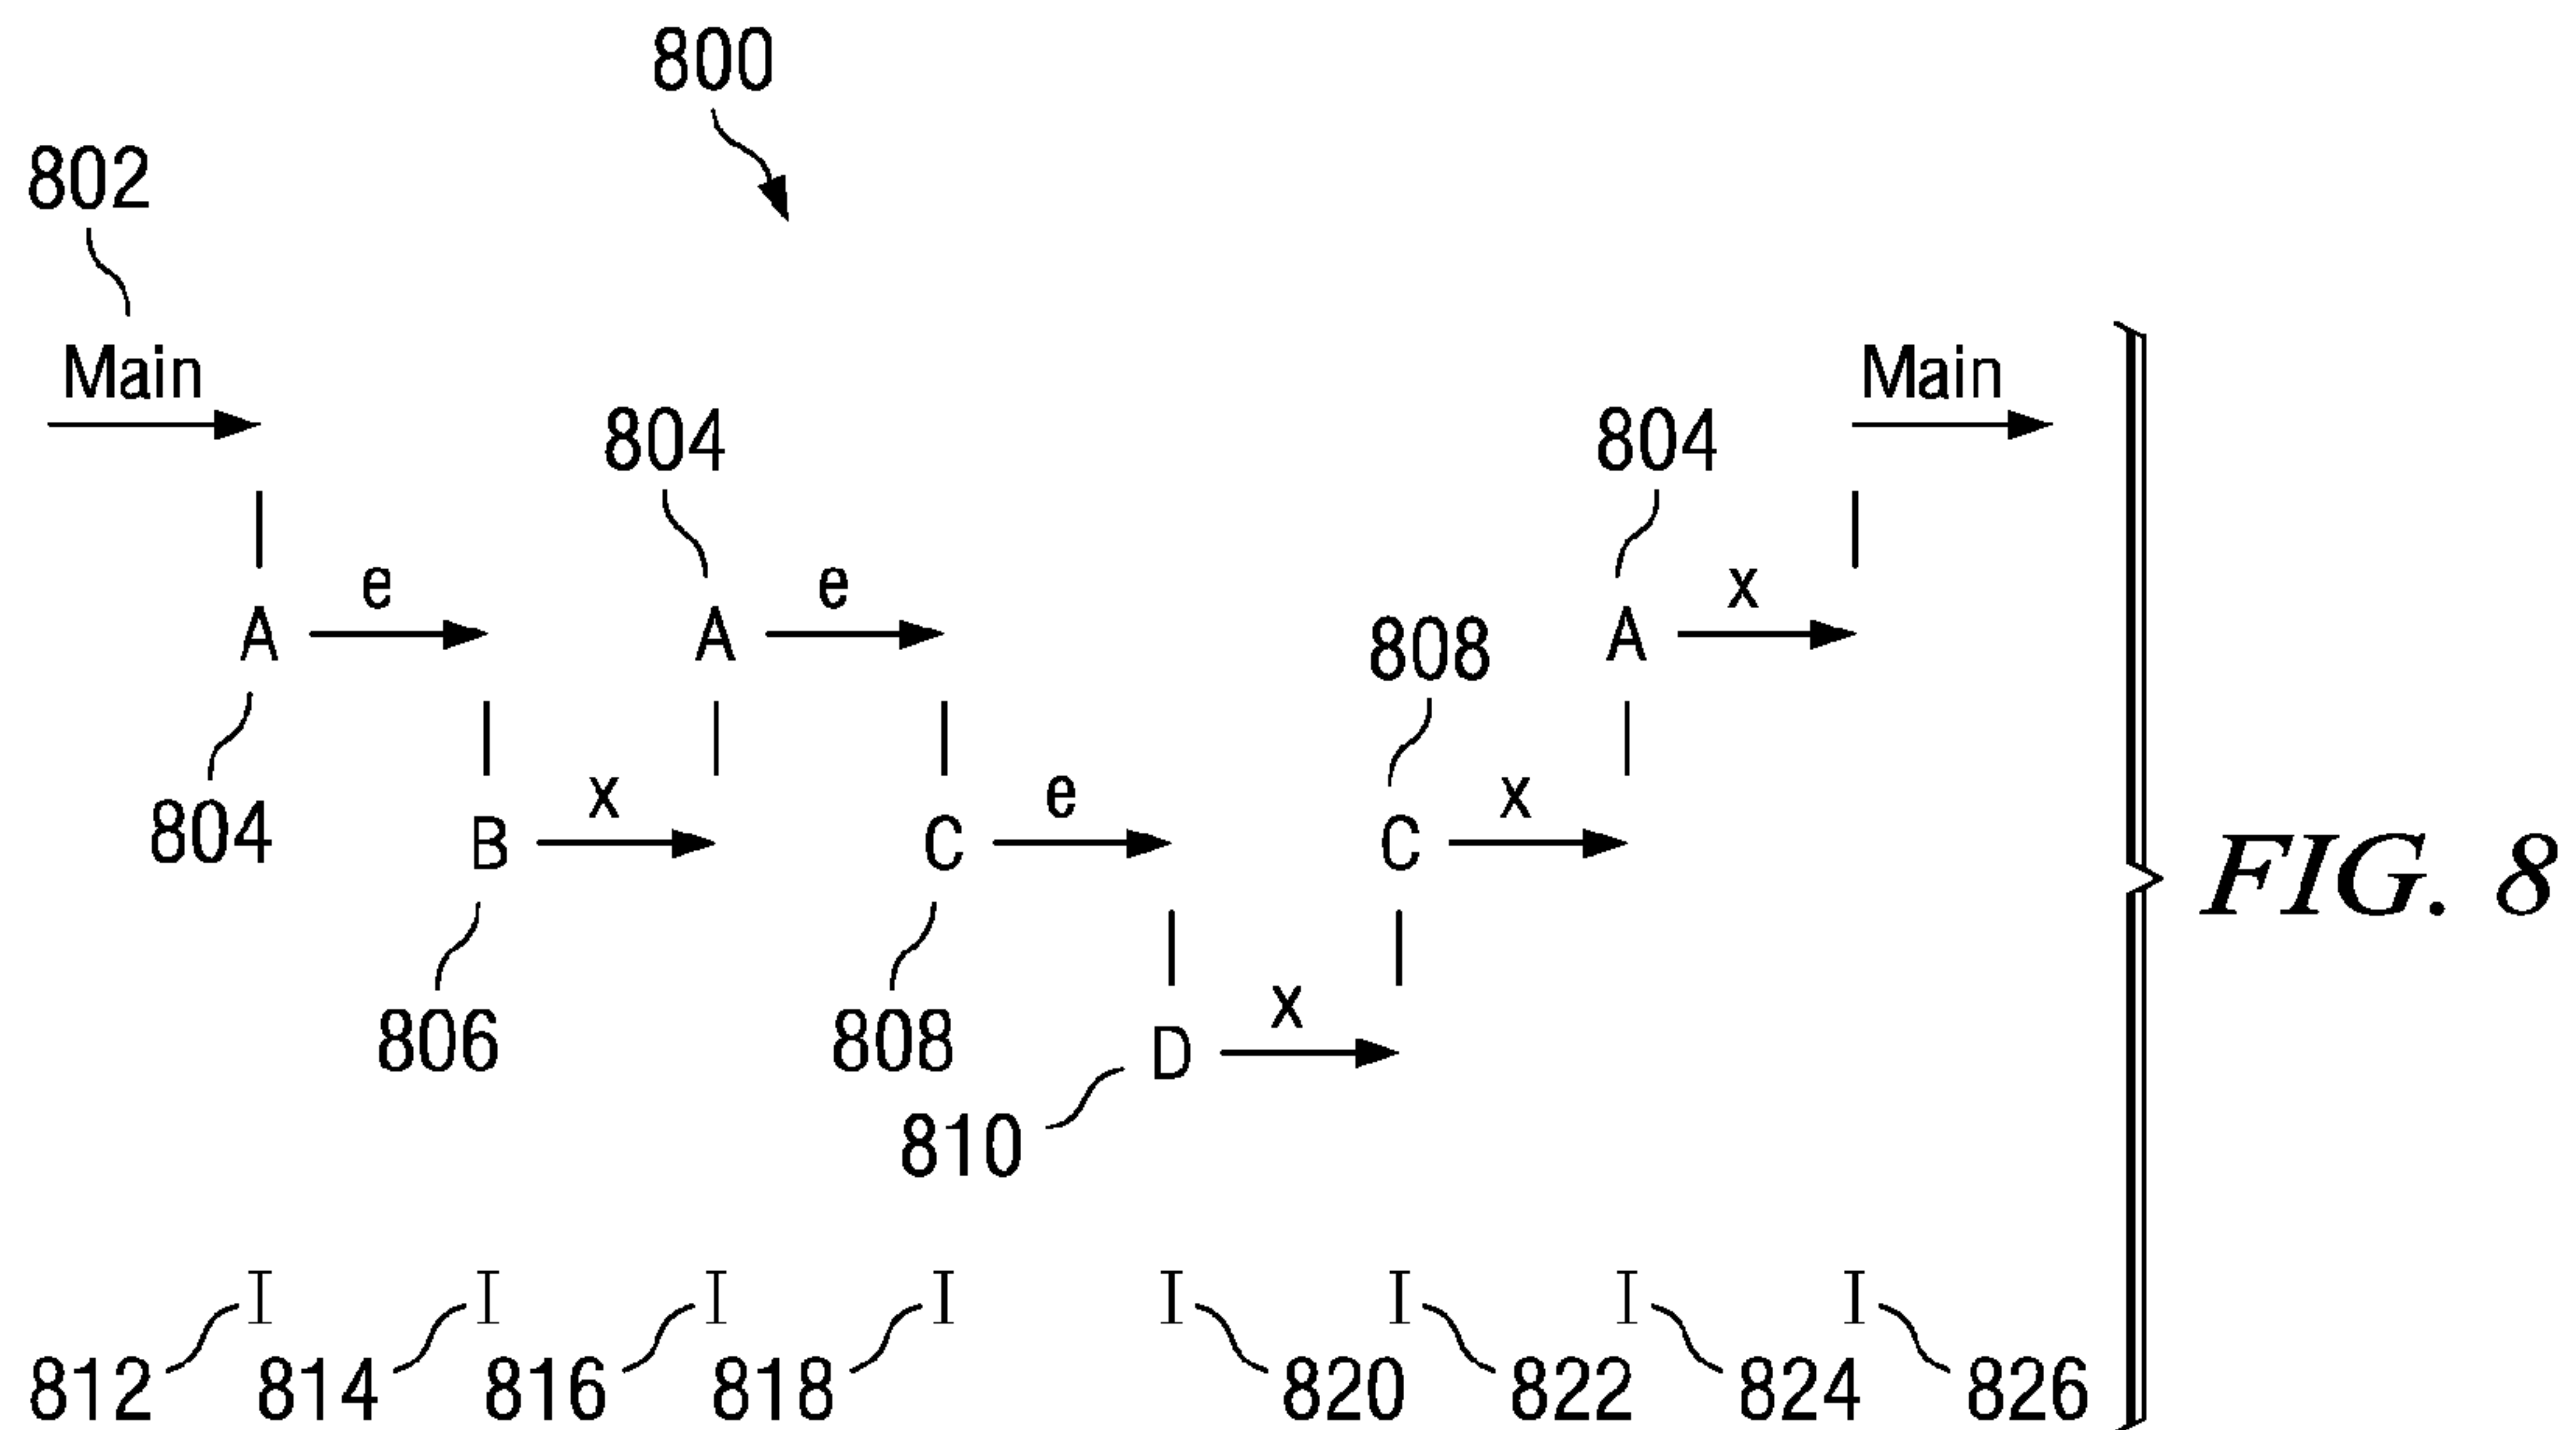 800
802
Main
Main
804
804
A e A e A x
808
804
B x C e C x
806
808
D x
810
I I I I I I I I
812 814 816 818 820 822 824 826
FIG. 8